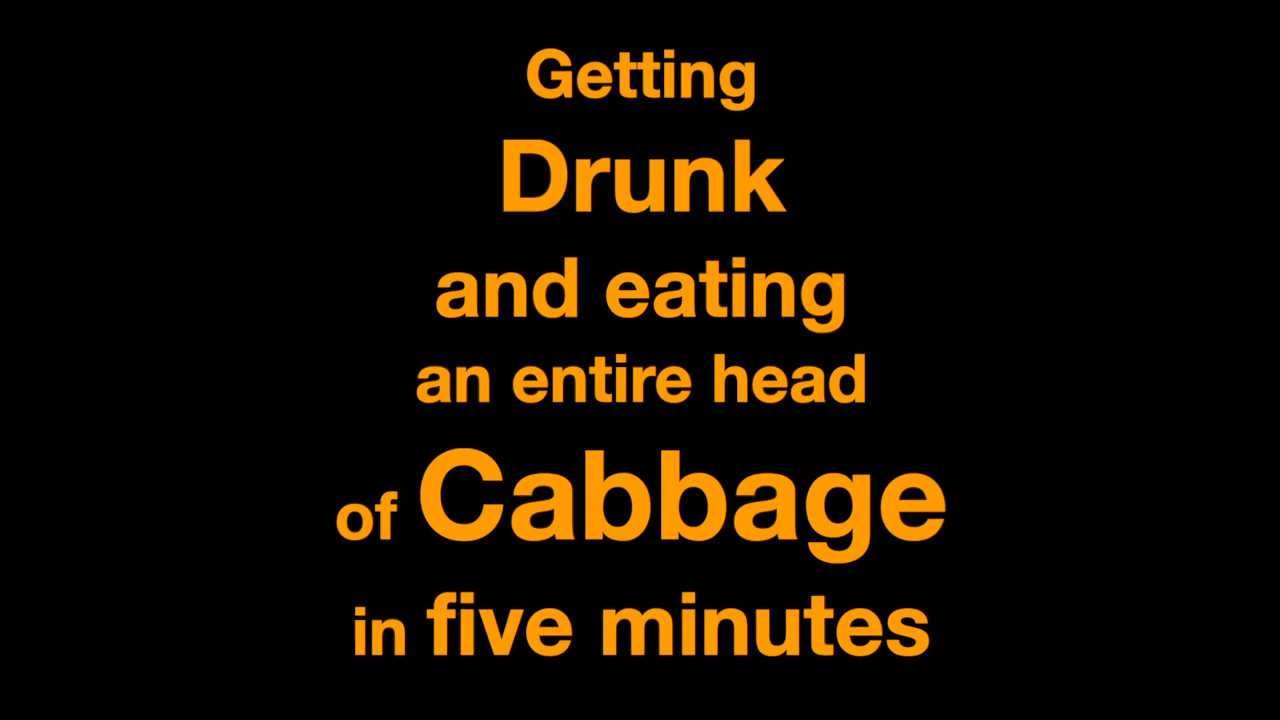 Getting
Drunk
and eating
an entire head
of Cabbage
in five minutes